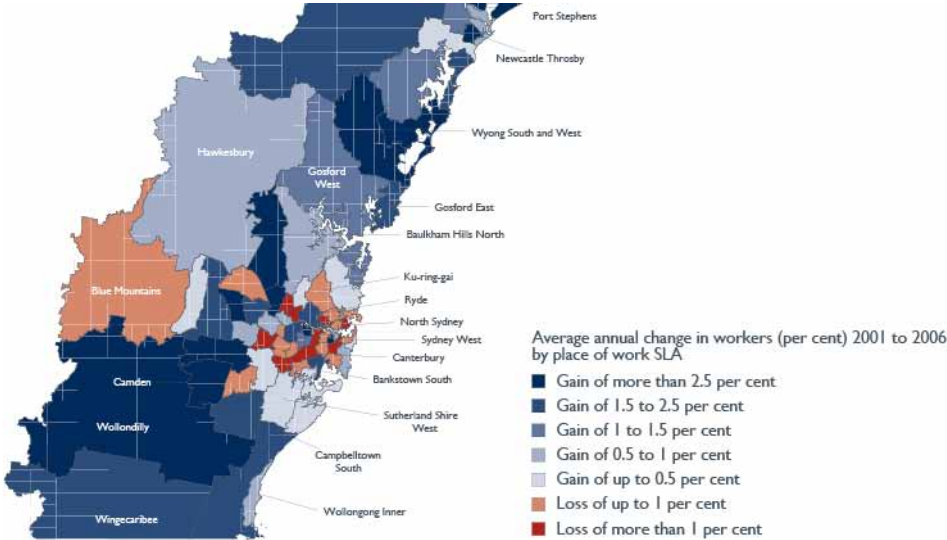 Port Stephens
Newcastle Throsby
Wyong South and West
Hawkesbury
Gosford
West
Gosford East
Baulkham Hills North
Ku-ring-gai
Blue Mountains
Ryde
North Sydney
Sydney West
Canterbury
Camden
Bankstown South
Wollondilly
Sutherland Shire
West
Campbelltown
South
Wollongong Inner
Wingecaribee
Average annual change in workers (per cent) 2001 to 2006
by place of work SLA
Gain of more than 2.5 per cent
Gain of 1.5 to 2.5 per cent
Gain of 1 to 1.5 per cent
Gain of 0.5 to 1 per cent
Gain of up to 0.5 per cent
Loss of up to 1 per cent
Loss of more than 1 per cent